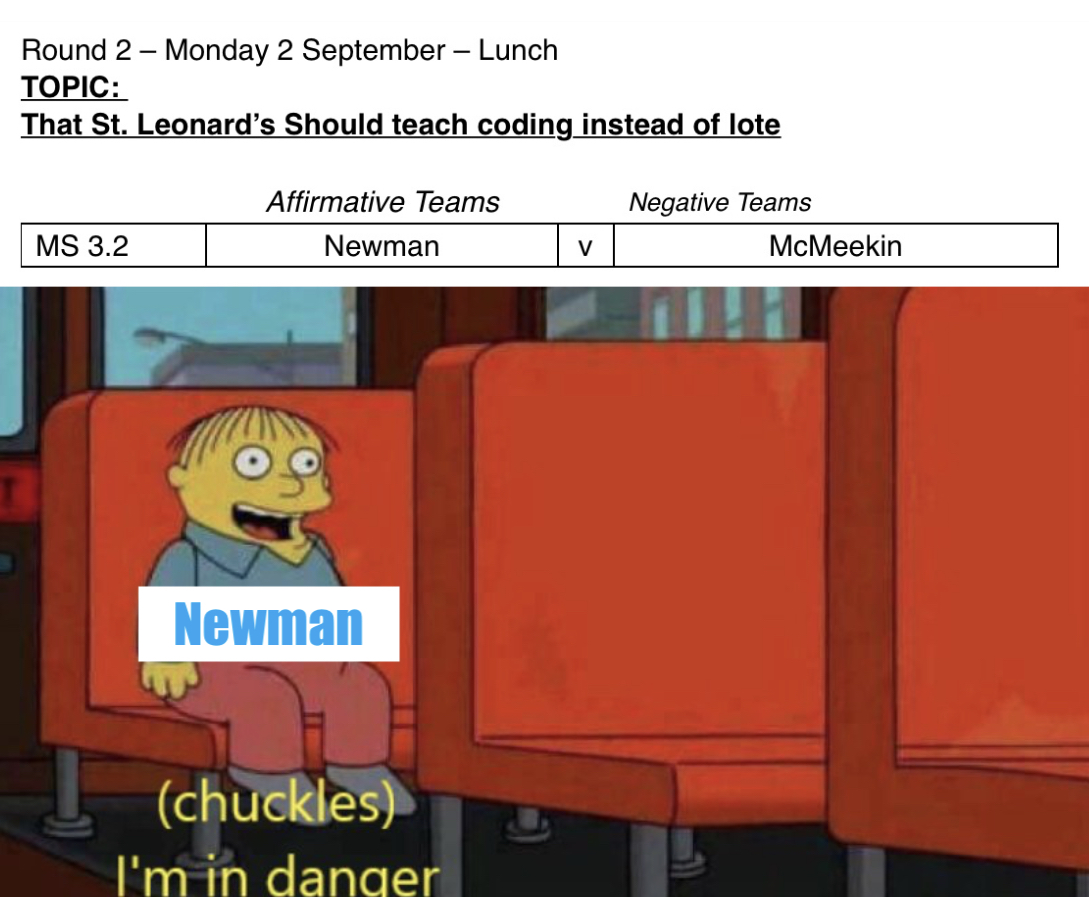 Round 2 – Monday 2 September – Lunch
TOPIC:
That St. Leonard’s Should teach coding instead of lote
Affirmative Teams Negative Teams
MS 3.2 Newman v McMeekin
T
Newman
(chuckles)
I'm in danger